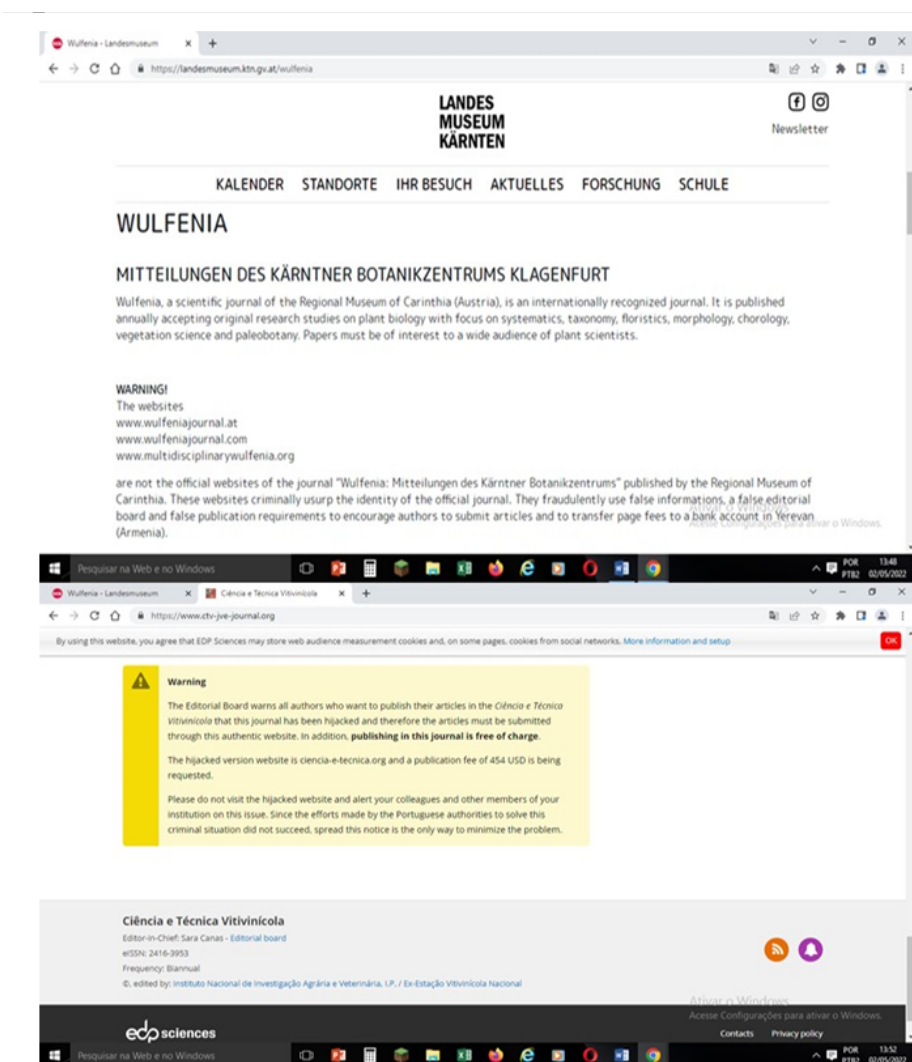 Wulfenia - Landesmuseum
https://landesmuseum.ktn.gv.at/wulfenia
LANDES
MUSEUM
KÄRNTEN
Newsletter
KALENDER STANDORTE IHR BESUCH AKTUELLES FORSCHUNG SCHULE
WULFENIA
MITTEILUNGEN DES KÄRNTNER BOTANIKZENTRUMS KLAGENFURT
Wulfenia, a scientific journal of the Regional Museum of Carinthia (Austria), is an internationally recognized journal. It is published
annually accepting original research studies on plant biology with focus on systematics, taxonomy, floristics, morphology, chorology,
vegetation science and paleobotany. Papers must be of interest to a wide audience of plant scientists.
WARNING!
The websites
www.wulfeniajournal.at
www.wulfeniajournal.com
www.multidisciplinarywulfenia.org
are not the official websites of the journal "Wulfenia: Mitteilungen des Kärntner Botanikzentrums" published by the Regional Museum of
Carinthia. These websites criminally usurp the identity of the official journal. They fraudulently use false informations, a false editorial
board and false publication requirements to encourage authors to submit articles and to transfer page fees to a bank account in Yerevan
(Armenia).
Ativar o Windows
Acesse Configurações para ativar o Windows.
Pesquisar na Web e no Windows
POR 13:48
PTB2 02/05/2022
Wulfenia - Landesmuseum Ciência e Técnica Vitivinícola
https://www.ctv-jve-journal.org
By using this website, you agree that EDP Sciences may store web audience measurement cookies and, on some pages, cookies from social networks. More information and setup
OK
Warning
The Editorial Board warns all authors who want to publish their articles in the Ciência e Técnica
Vitivinícola that this journal has been hijacked and therefore the articles must be submitted
through this authentic website. In addition, publishing in this journal is free of charge.
The hijacked version website is ciencia-e-tecnica.org and a publication fee of 454 USD is being
requested.
Please do not visit the hijacked website and alert your colleagues and other members of your
institution on this issue. Since the efforts made by the Portuguese authorities to solve this
criminal situation did not succeed, spread this notice is the only way to minimize the problem.
Ciência e Técnica Vitivinícola
Editor-in-Chief: Sara Canas - Editorial board
eISSN: 2416-3953
Frequency: Biannual
©, edited by: Instituto Nacional de Investigação Agrária e Veterinária, I.P. / Ex-Estação Vitivinícola Nacional
Ativar o Windows
Acesse Configurações para ativar o Windows.
edp sciences
Contacts Privacy policy
Pesquisar na Web e no Windows
POR 13:52
PTB2 02/05/2022